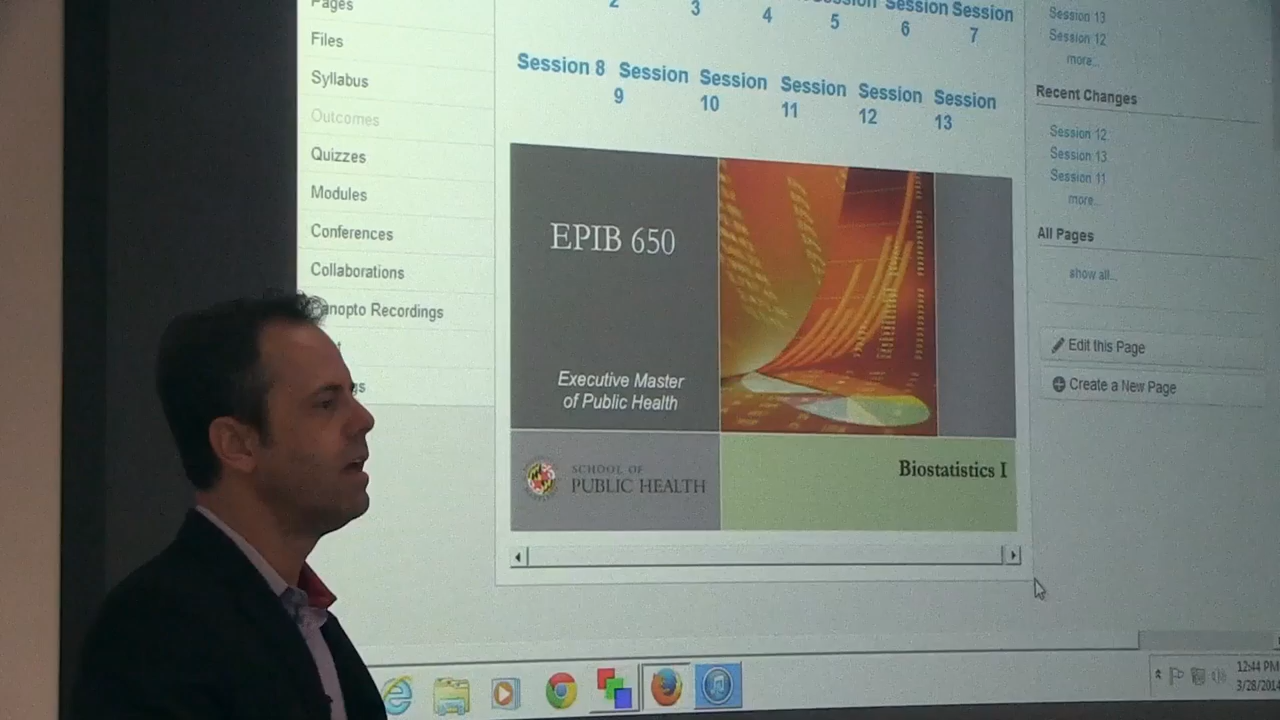 Pages
Files
Syllabus
Outcomes
Quizzes
Modules
Conferences
Collaborations
anopto Recordings
Session Session
2 3 4 5 6 7
Session 8 Session Session Session Session Session
9 10 11 12 13
EPIB 650
Executive Master
of Public Health
SCHOOL OF
PUBLIC HEALTH
Biostatistics I
Session 13
Session 12
more...
Recent Changes
Session 12
Session 13
Session 11
more...
All Pages
show all...
Edit this Page
Create a New Page
12:44 PM
3/28/2014